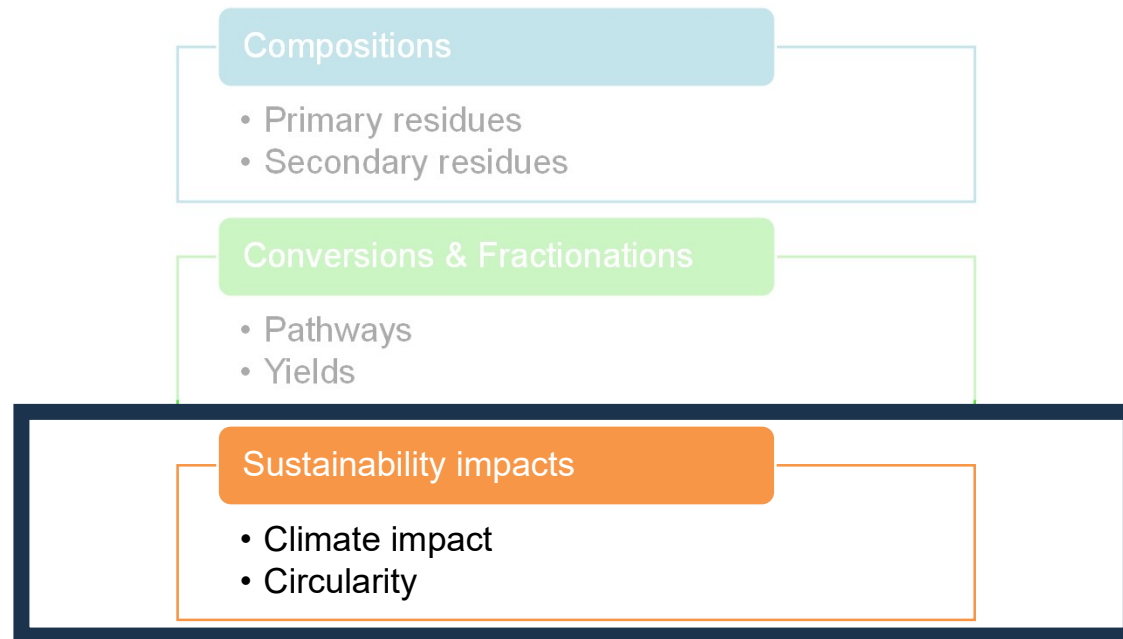 Compositions
• Primary residues
• Secondary residues
Conversions & Fractionations
• Pathways
• Yields
Sustainability impacts
• Climate impact
• Circularity